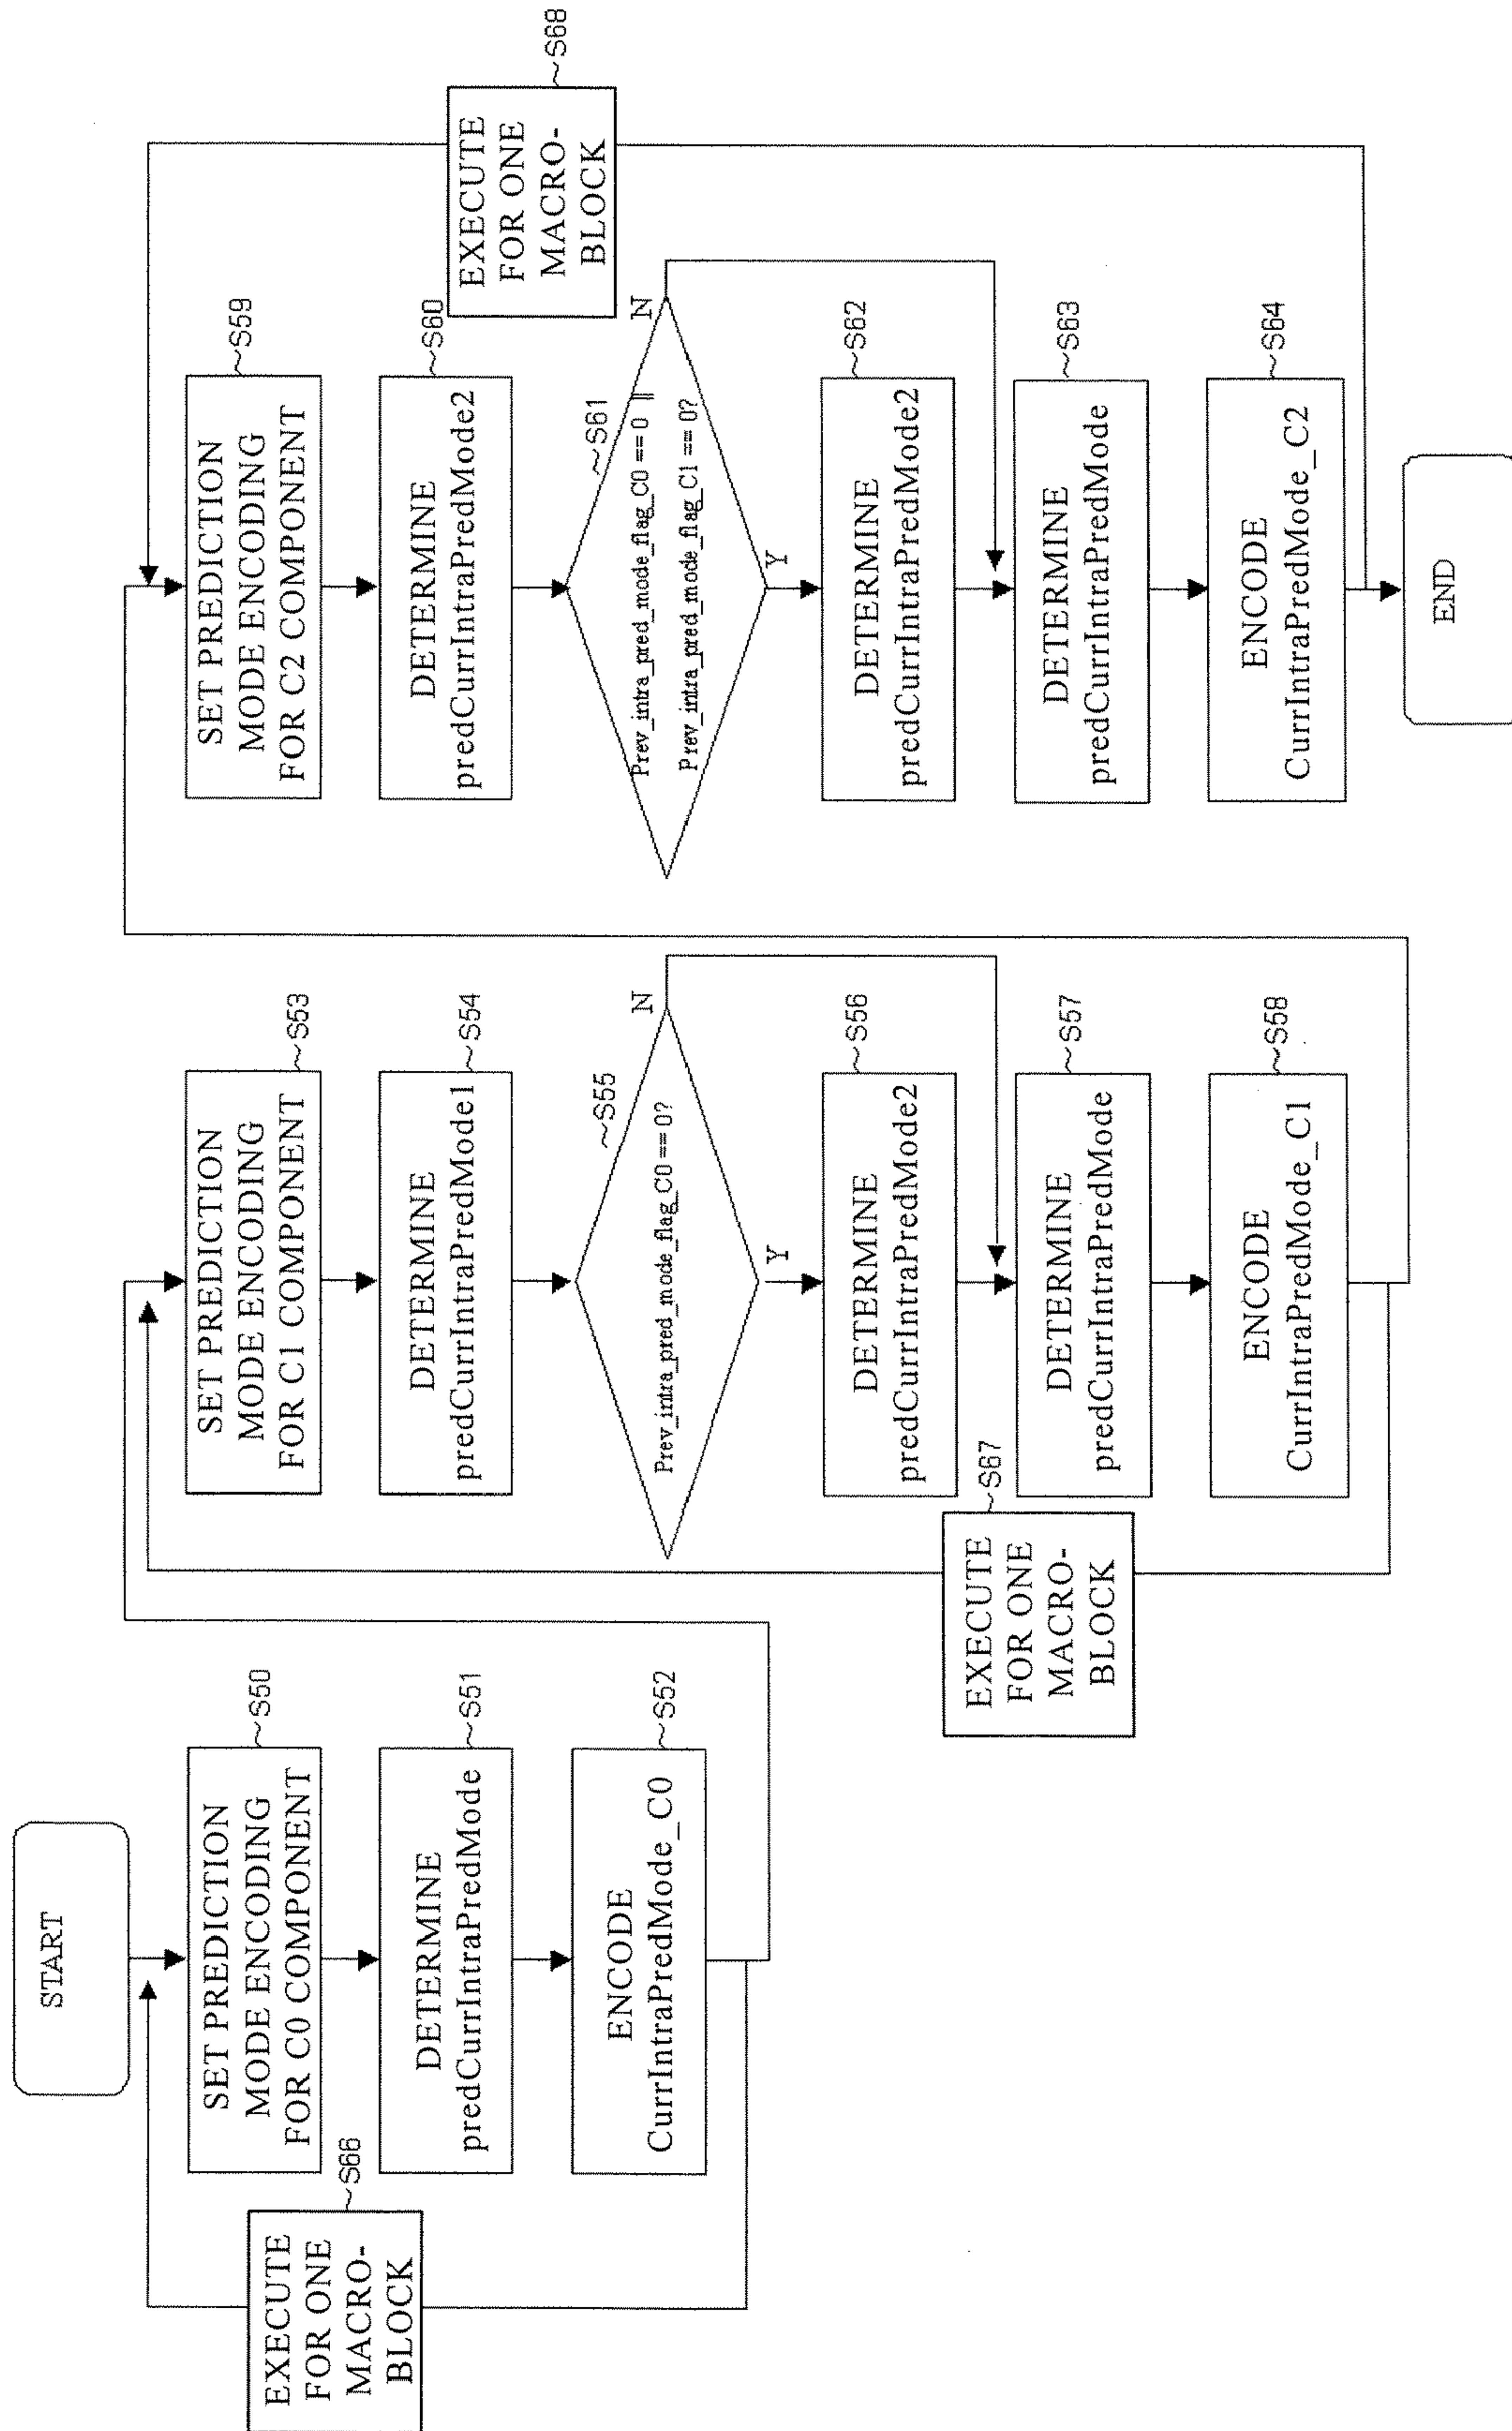 START
SET PREDICTION
MODE ENCODING
FOR C0 COMPONENT
~S50
DETERMINE
predCurrIntraPredMode
~S51
ENCODE
CurrIntraPredMode_C0
~S52
EXECUTE
FOR ONE
MACRO-
BLOCK
~S66
SET PREDICTION
MODE ENCODING
FOR C1 COMPONENT
~S53
DETERMINE
predCurrIntraPredMode1
~S54
Prev_intra_pred_mode_flag_C0 == 0?
~S55
N
Y
DETERMINE
predCurrIntraPredMode2
~S56
DETERMINE
predCurrIntraPredMode
~S57
ENCODE
CurrIntraPredMode_C1
~S58
EXECUTE
FOR ONE
MACRO-
BLOCK
~S67
SET PREDICTION
MODE ENCODING
FOR C2 COMPONENT
~S59
DETERMINE
predCurrIntraPredMode2
~S60
Prev_intra_pred_mode_flag_C0 == 0 ||
Prev_intra_pred_mode_flag_C1 == 0?
~S61
N
Y
DETERMINE
predCurrIntraPredMode2
~S62
DETERMINE
predCurrIntraPredMode
~S63
ENCODE
CurrIntraPredMode_C2
~S64
EXECUTE
FOR ONE
MACRO-
BLOCK
~S68
END